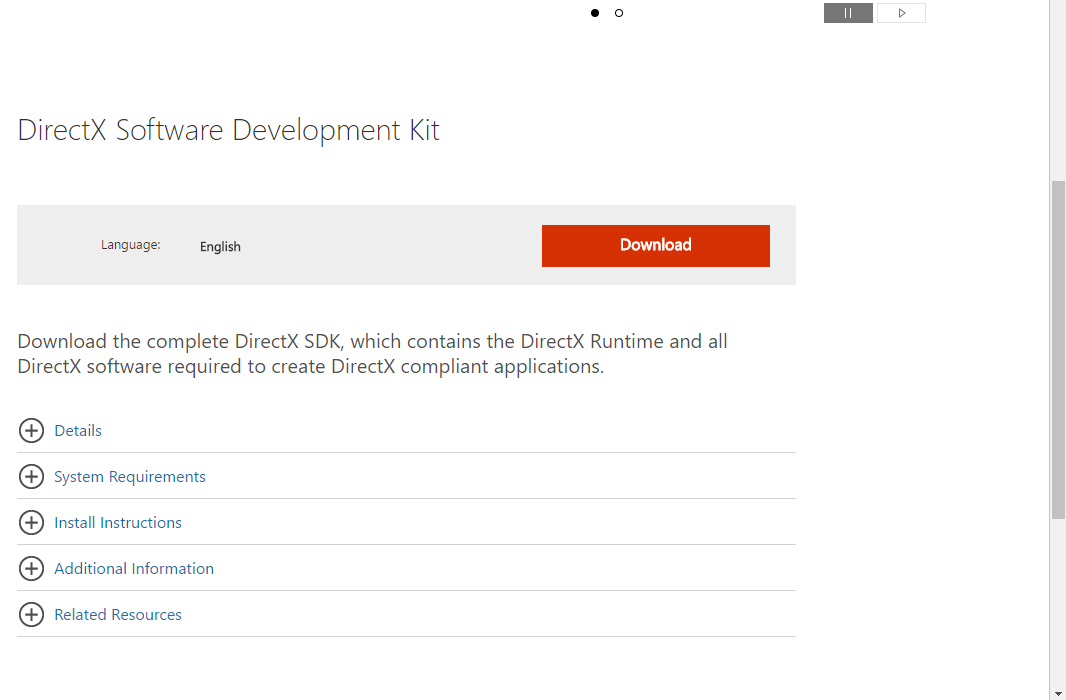 DirectX Software Development Kit
Language: English
Download
Download the complete DirectX SDK, which contains the DirectX Runtime and all
DirectX software required to create DirectX compliant applications.
Details
System Requirements
Install Instructions
Additional Information
Related Resources